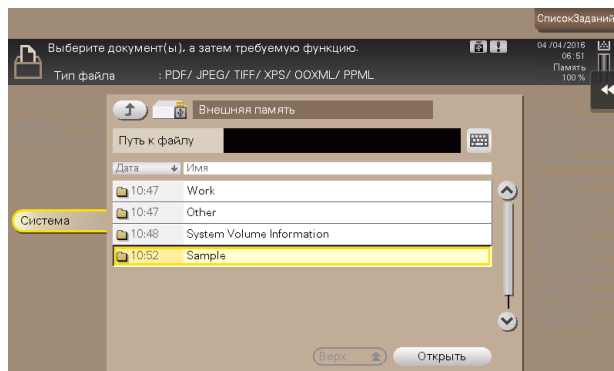 СписокЗаданий
Выберите документ(ы), а затем требуемую функцию.
04/04/2016
06:51
Тип файла : PDF/ JPEG/ TIFF/ XPS/ OOXML/ PPML
Память
100 %
Внешняя память
Путь к файлу
Дата Имя
10:47 Work
10:47 Other
Система
10:48 System Volume Information
10:52 Sample
Верх Открыть